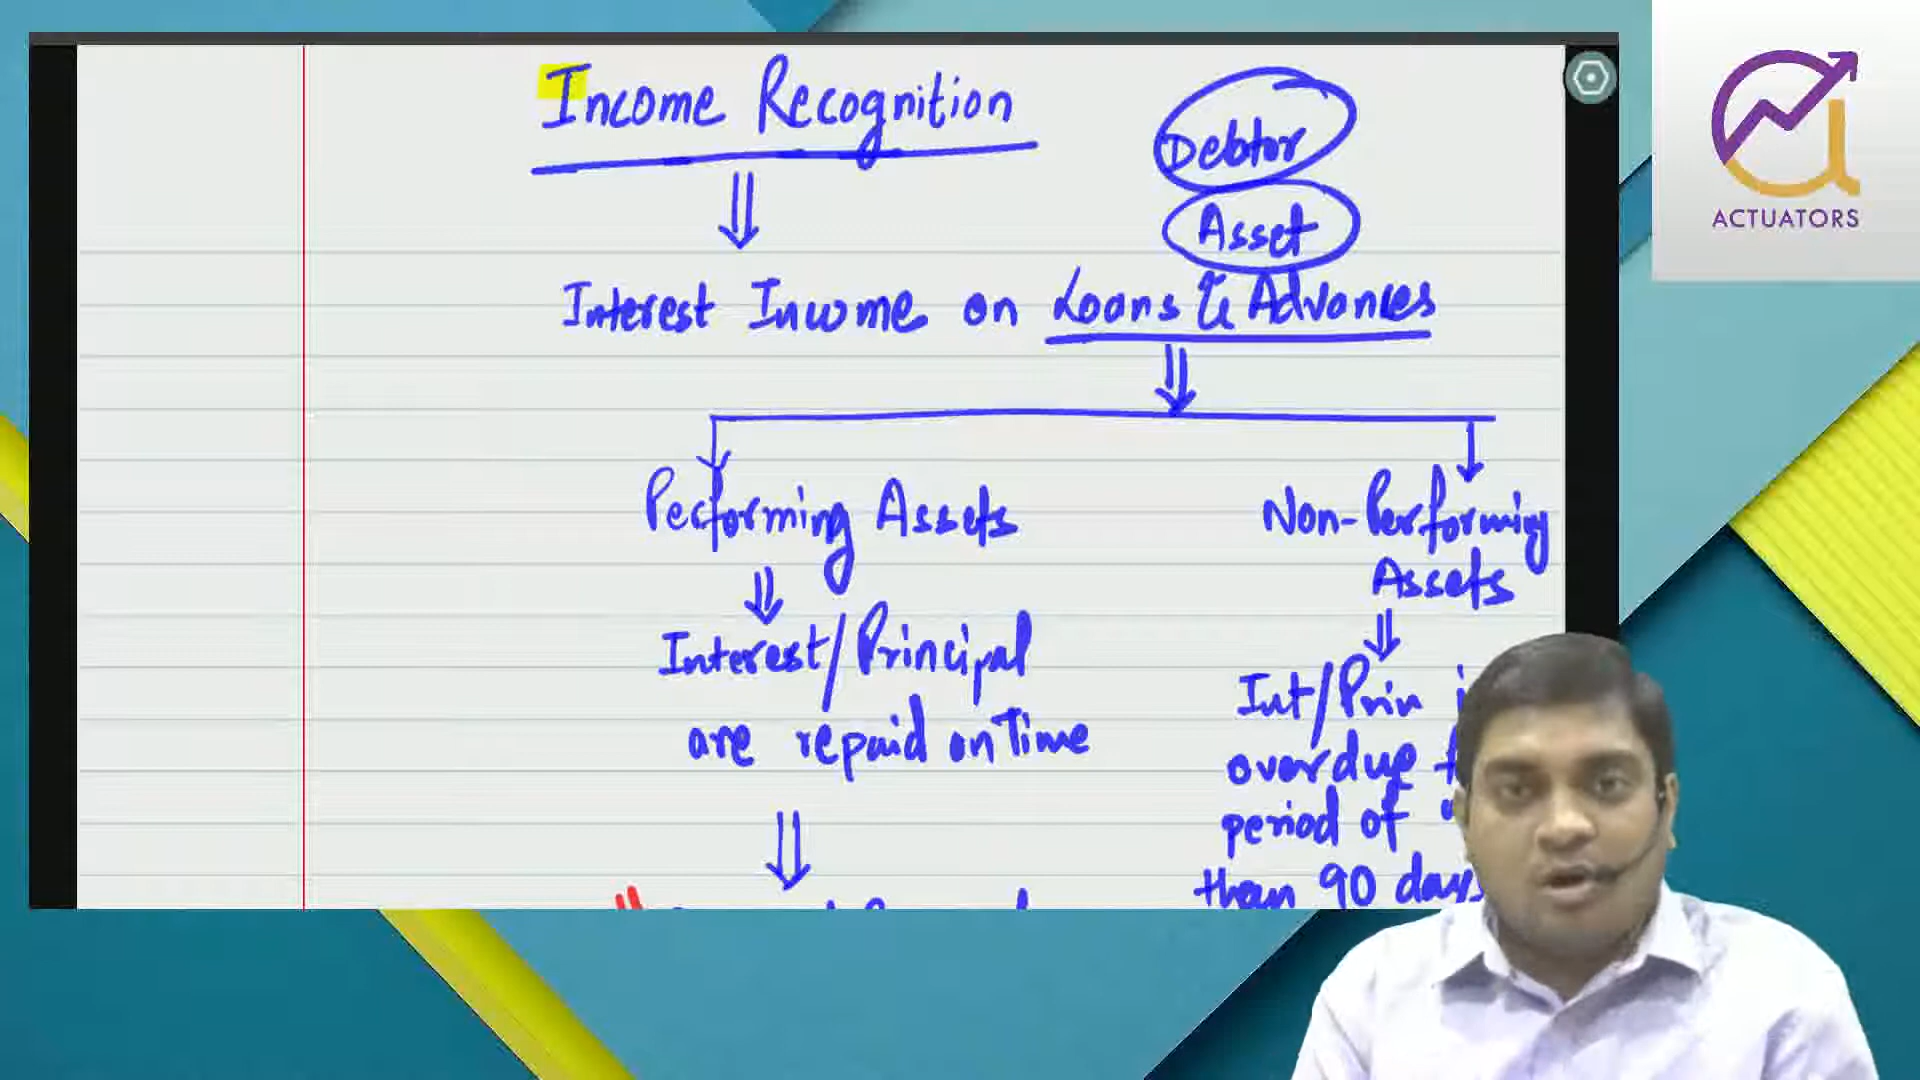 Income Recognition
Debtor
Asset
ACTUATORS
Interest Income on Loans & Advances
Performing Assets
Non-Performing
Assets
Interest/Principal
are repaid on Time
Int/Prin
overdue
period of
than 90 days